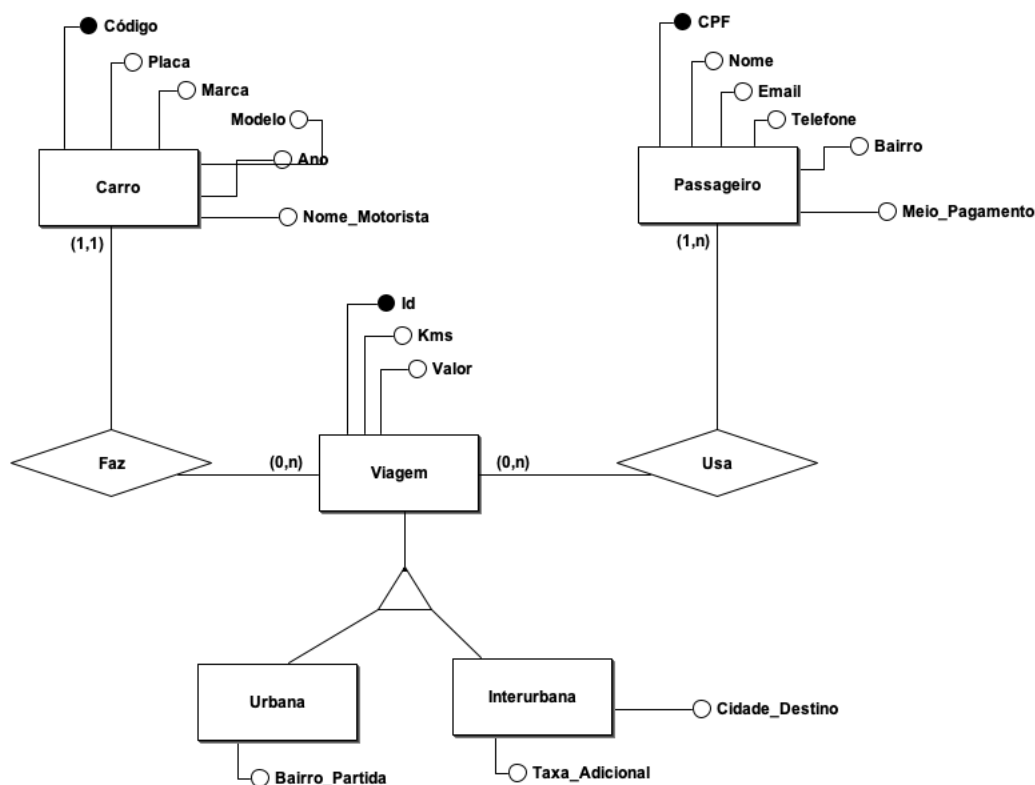 Código
Placa
Marca
Modelo
Ano
Nome_Motorista
Carro
(1,1)
CPF
Nome
Email
Telefone
Bairro
Meio_Pagamento
Passageiro
(1,n)
Id
Kms
Valor
Faz
(0,n)
Viagem
(0,n)
Usa
Urbana
Interurbana
Cidade_Destino
Bairro_Partida
Taxa_Adicional